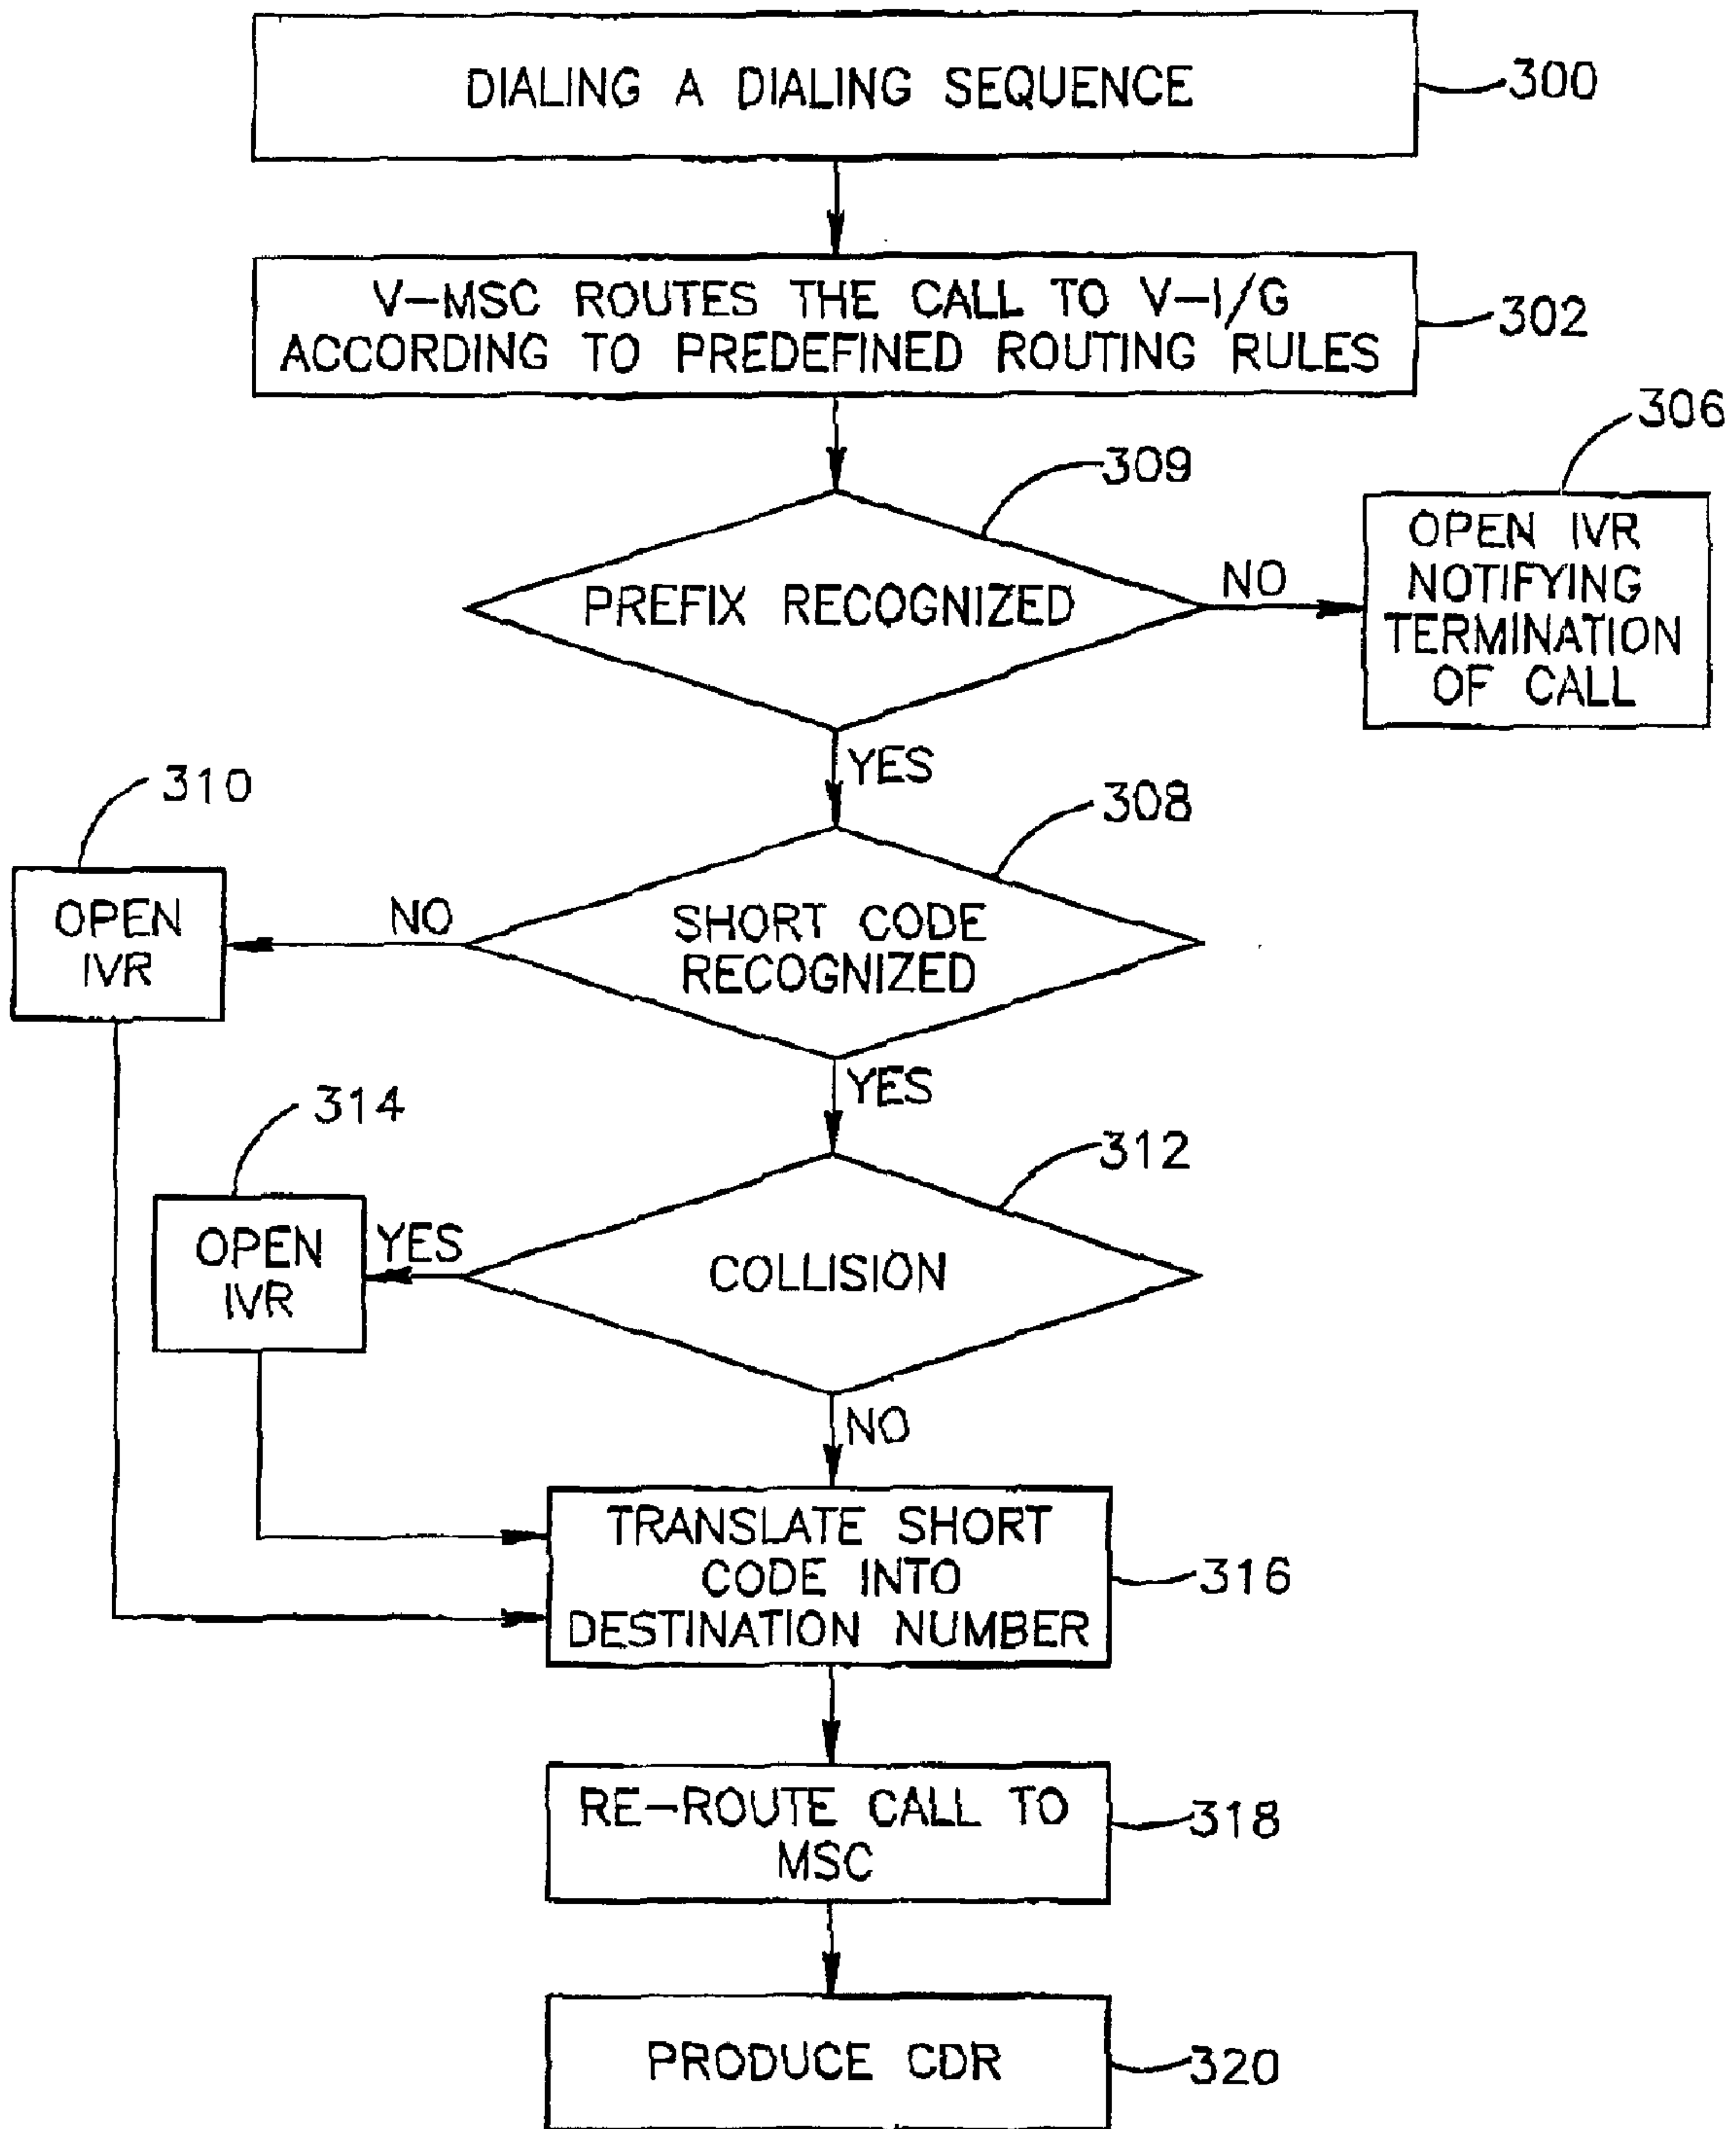 DIALING A DIALING SEQUENCE
300
V-MSC ROUTES THE CALL TO V-I/G
ACCORDING TO PREDEFINED ROUTING RULES
302
306
309
OPEN IVR
NOTIFYING
TERMINATION
OF CALL
PREFIX RECOGNIZED
NO
YES
310
308
OPEN
IVR
NO
SHORT CODE
RECOGNIZED
YES
314
312
OPEN
IVR
YES
COLLISION
NO
TRANSLATE SHORT
CODE INTO
DESTINATION NUMBER
316
RE-ROUTE CALL TO
MSC
318
PRODUCE CDR
320